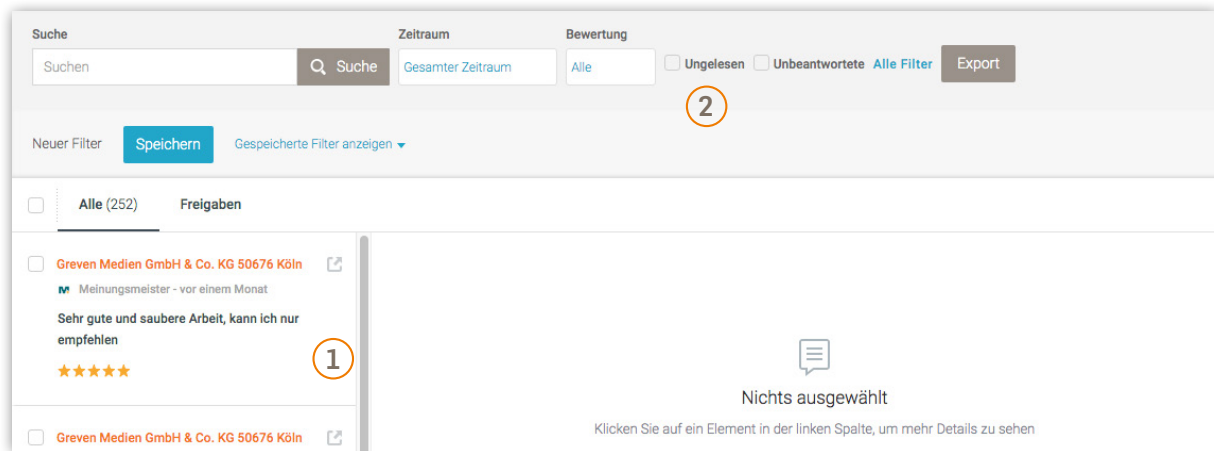 Suche
Zeitraum
Bewertung
Suchen
Suche
Gesamter Zeitraum
Alle
Ungelesen
Unbeantwortete
Alle Filter
Export
2
Neuer Filter
Speichern
Gespeicherte Filter anzeigen
Alle (252)
Freigaben
Greven Medien GmbH & Co. KG 50676 Köln
Meinungsmeister - vor einem Monat
Sehr gute und saubere Arbeit, kann ich nur
empfehlen
1
Greven Medien GmbH & Co. KG 50676 Köln
Nichts ausgewählt
Klicken Sie auf ein Element in der linken Spalte, um mehr Details zu sehen